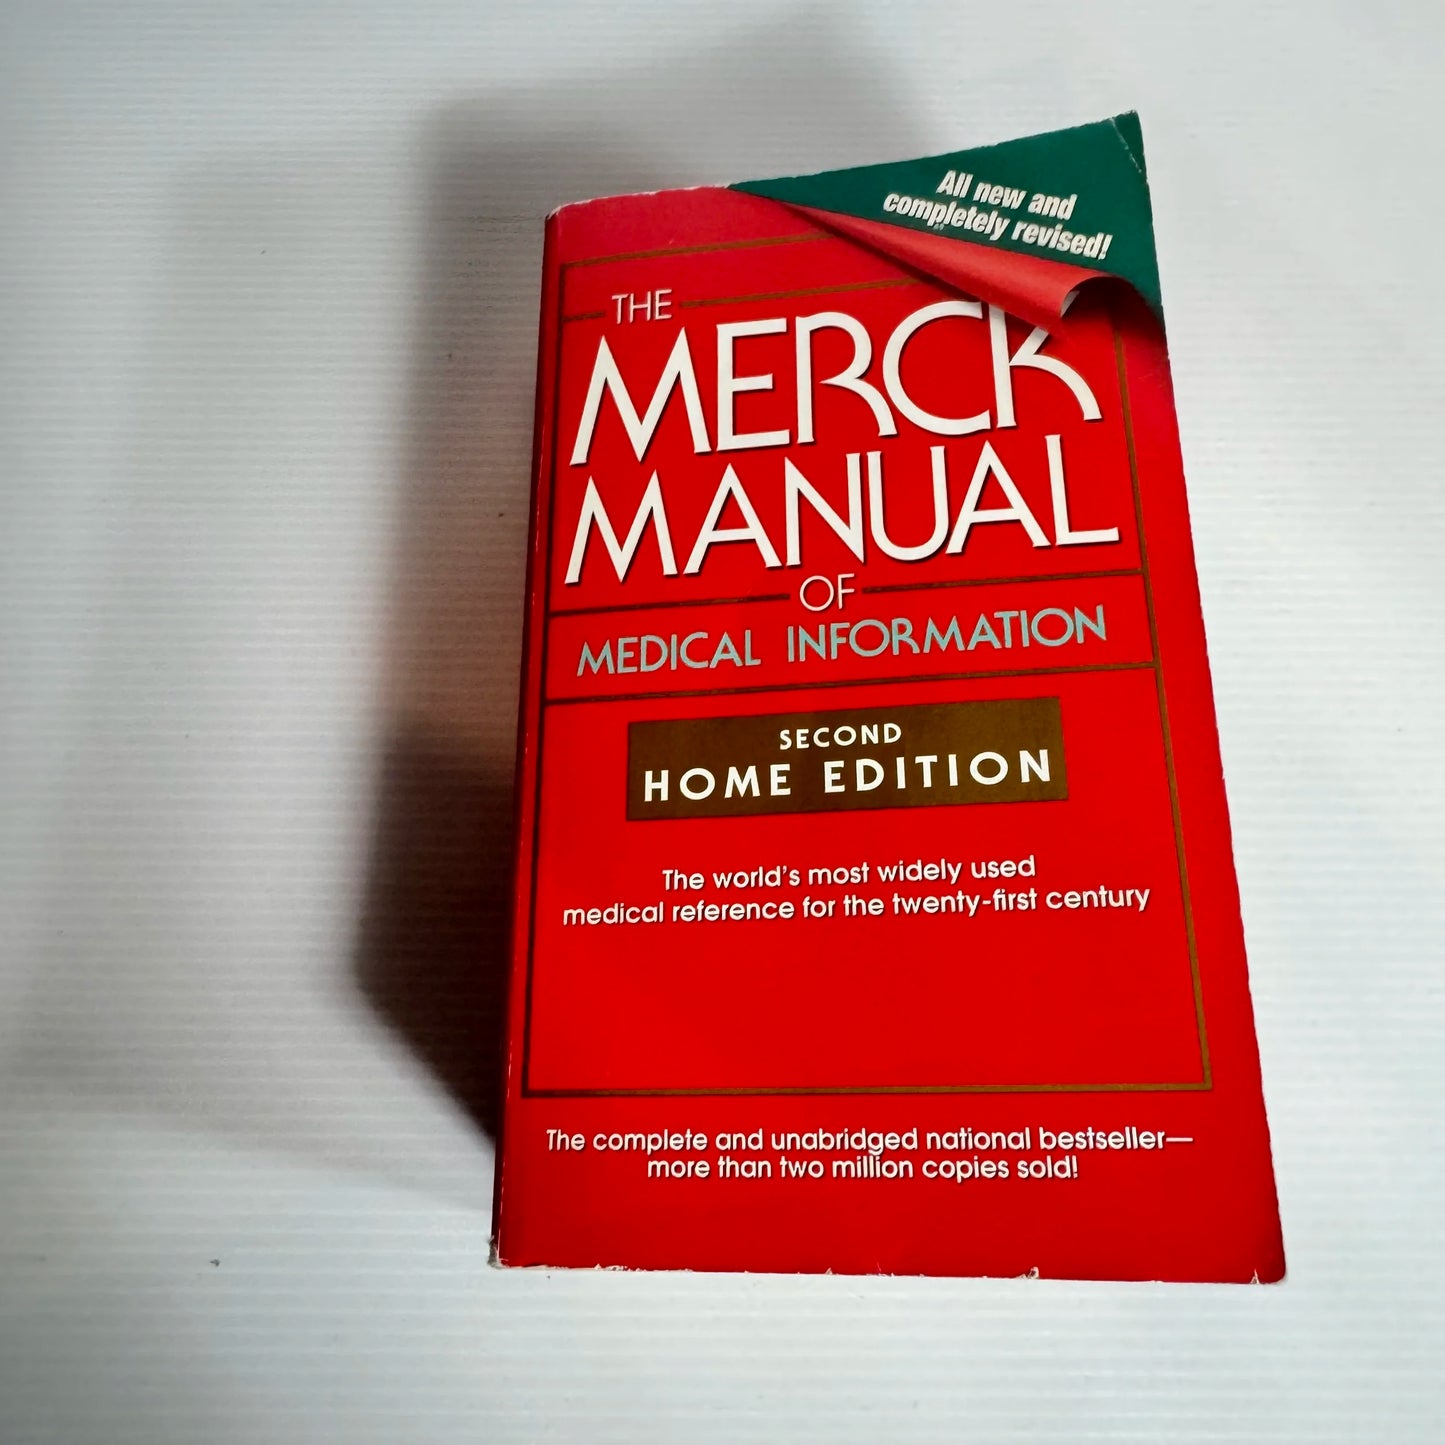 All new and
completely revised!
THE
MERCK
MANUAL
OF
MEDICAL INFORMATION
SECOND
HOME EDITION
The world's most widely used
medical reference for the twenty-first century
The complete and unabridged national bestseller—
more than two million copies sold!